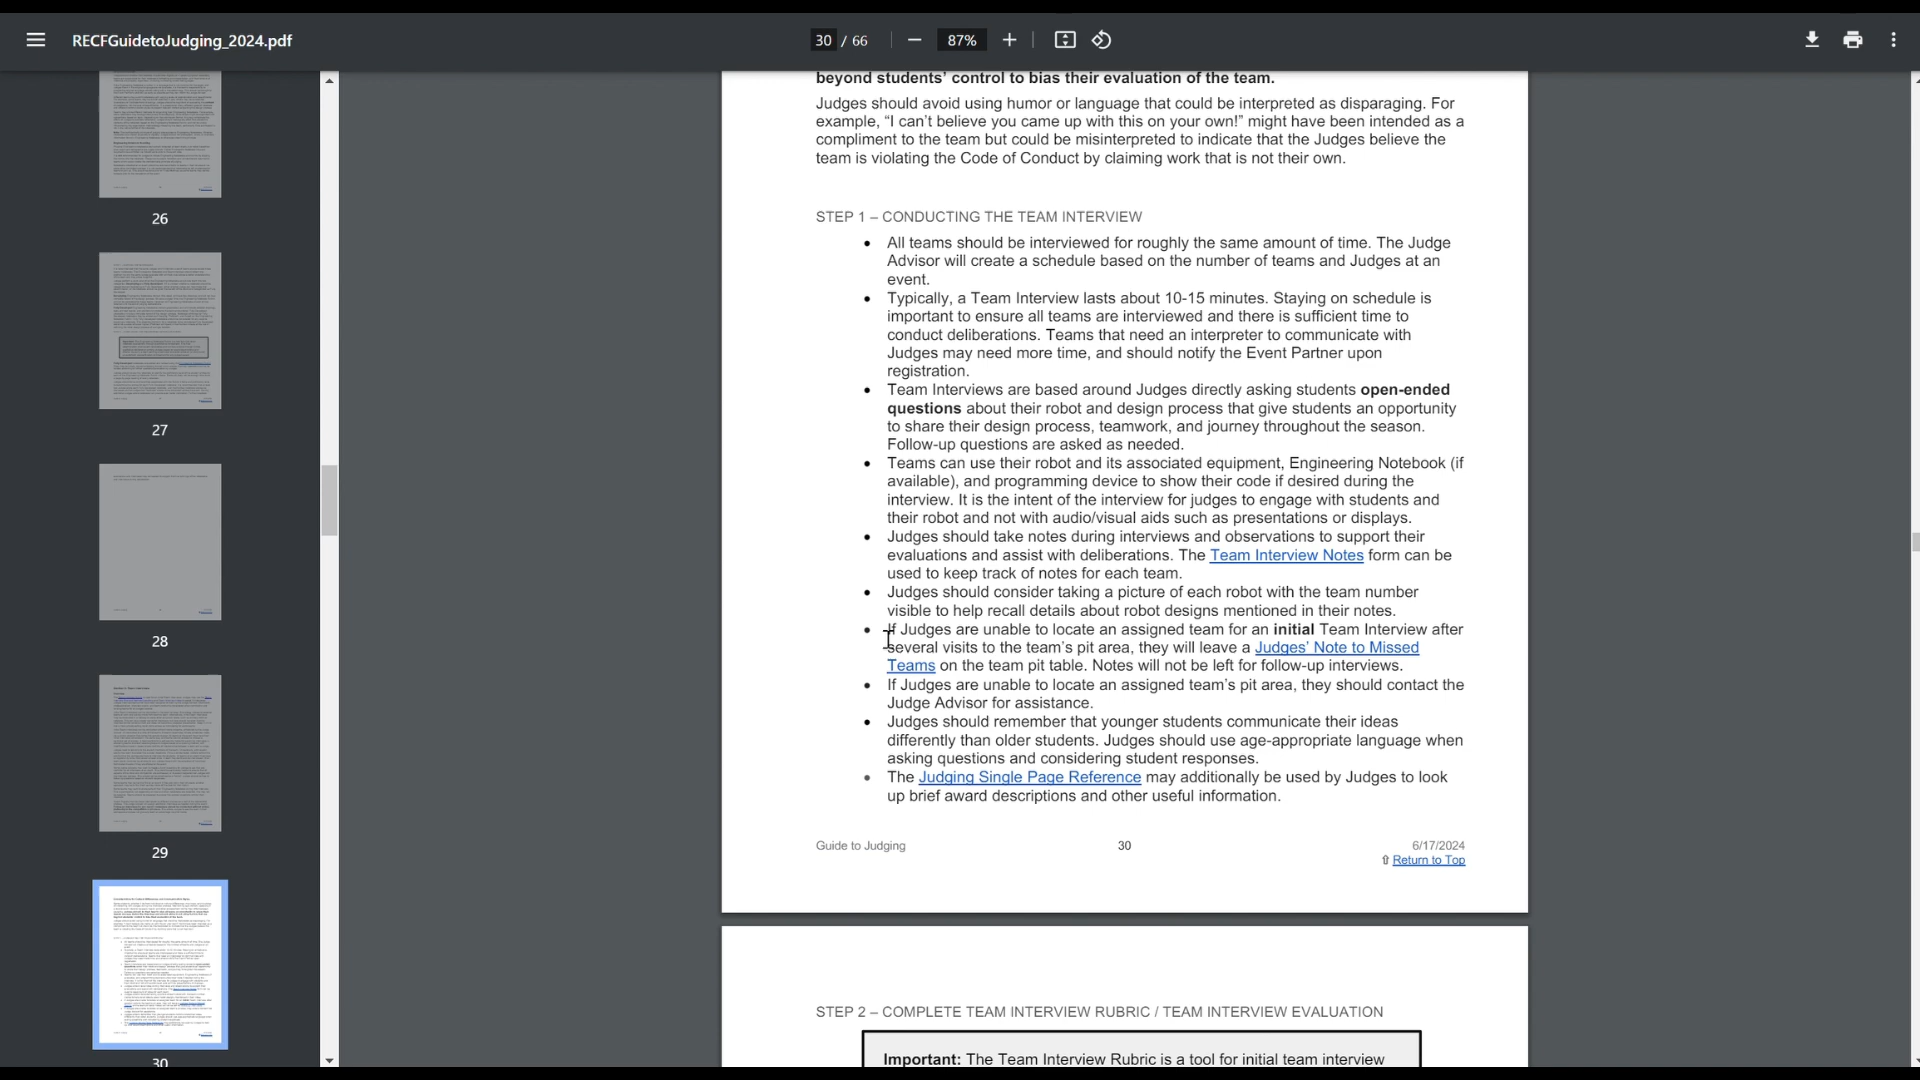 RECFGuidetoJudging_2024.pdf
30 / 66
87%
26
27
28
29
30
beyond students’ control to bias their evaluation of the team.
Judges should avoid using humor or language that could be interpreted as disparaging. For
example, “I can’t believe you came up with this on your own!” might have been intended as a
compliment to the team but could be misinterpreted to indicate that the Judges believe the
team is violating the Code of Conduct by claiming work that is not their own.
STEP 1 – CONDUCTING THE TEAM INTERVIEW
• All teams should be interviewed for roughly the same amount of time. The Judge
Advisor will create a schedule based on the number of teams and Judges at an
event.
• Typically, a Team Interview lasts about 10-15 minutes. Staying on schedule is
important to ensure all teams are interviewed and there is sufficient time to
conduct deliberations. Teams that need an interpreter to communicate with
Judges may need more time, and should notify the Event Partner upon
registration.
• Team Interviews are based around Judges directly asking students open-ended
questions about their robot and design process that give students an opportunity
to share their design process, teamwork, and journey throughout the season.
Follow-up questions are asked as needed.
• Teams can use their robot and its associated equipment, Engineering Notebook (if
available), and programming device to show their code if desired during the
interview. It is the intent of the interview for judges to engage with students and
their robot and not with audio/visual aids such as presentations or displays.
• Judges should take notes during interviews and observations to support their
evaluations and assist with deliberations. The Team Interview Notes form can be
used to keep track of notes for each team.
• Judges should consider taking a picture of each robot with the team number
visible to help recall details about robot designs mentioned in their notes.
• If Judges are unable to locate an assigned team for an initial Team Interview after
several visits to the team’s pit area, they will leave a Judges’ Note to Missed
Teams on the team pit table. Notes will not be left for follow-up interviews.
• If Judges are unable to locate an assigned team’s pit area, they should contact the
Judge Advisor for assistance.
• Judges should remember that younger students communicate their ideas
differently than older students. Judges should use age-appropriate language when
asking questions and considering student responses.
• The Judging Single Page Reference may additionally be used by Judges to look
up brief award descriptions and other useful information.
Guide to Judging 30 6/17/2024
⇧ Return to Top
STEP 2 – COMPLETE TEAM INTERVIEW RUBRIC / TEAM INTERVIEW EVALUATION
Important: The Team Interview Rubric is a tool for initial team interview